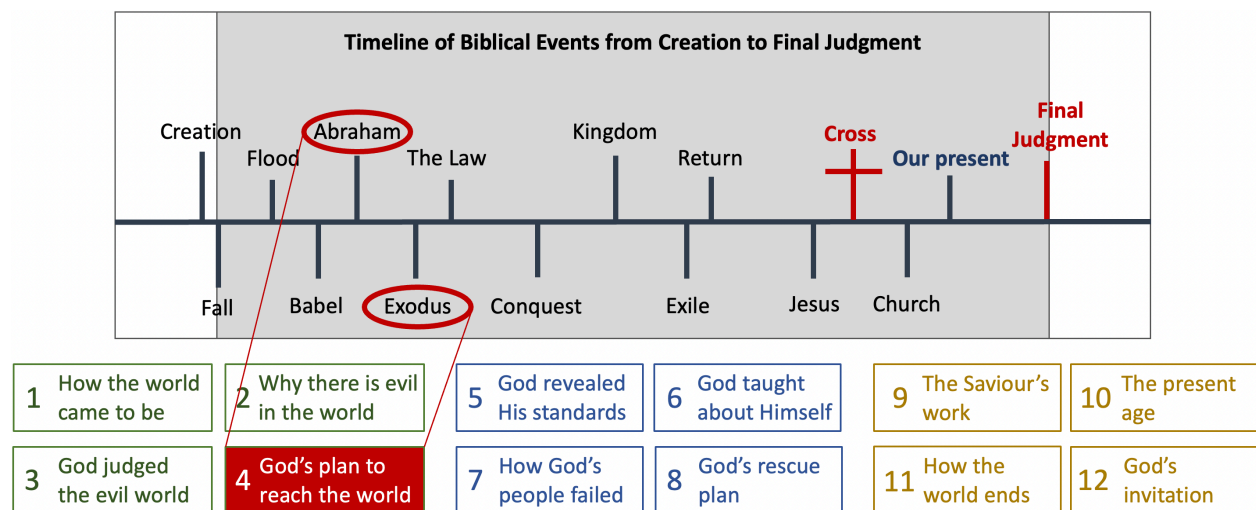 Timeline of Biblical Events from Creation to Final Judgment
Creation
Flood
Abraham
The Law
Kingdom
Return
Cross
Our present
Final
Judgment
Fall
Babel
Exodus
Conquest
Exile
Jesus
Church
1 How the world
came to be
2 Why there is evil
in the world
3 God judged
the evil world
4 God’s plan to
reach the world
5 God revealed
His standards
6 God taught
about Himself
7 How God’s
people failed
8 God’s rescue
plan
9 The Saviour’s
work
10 The present
age
11 How the
world ends
12 God’s
invitation